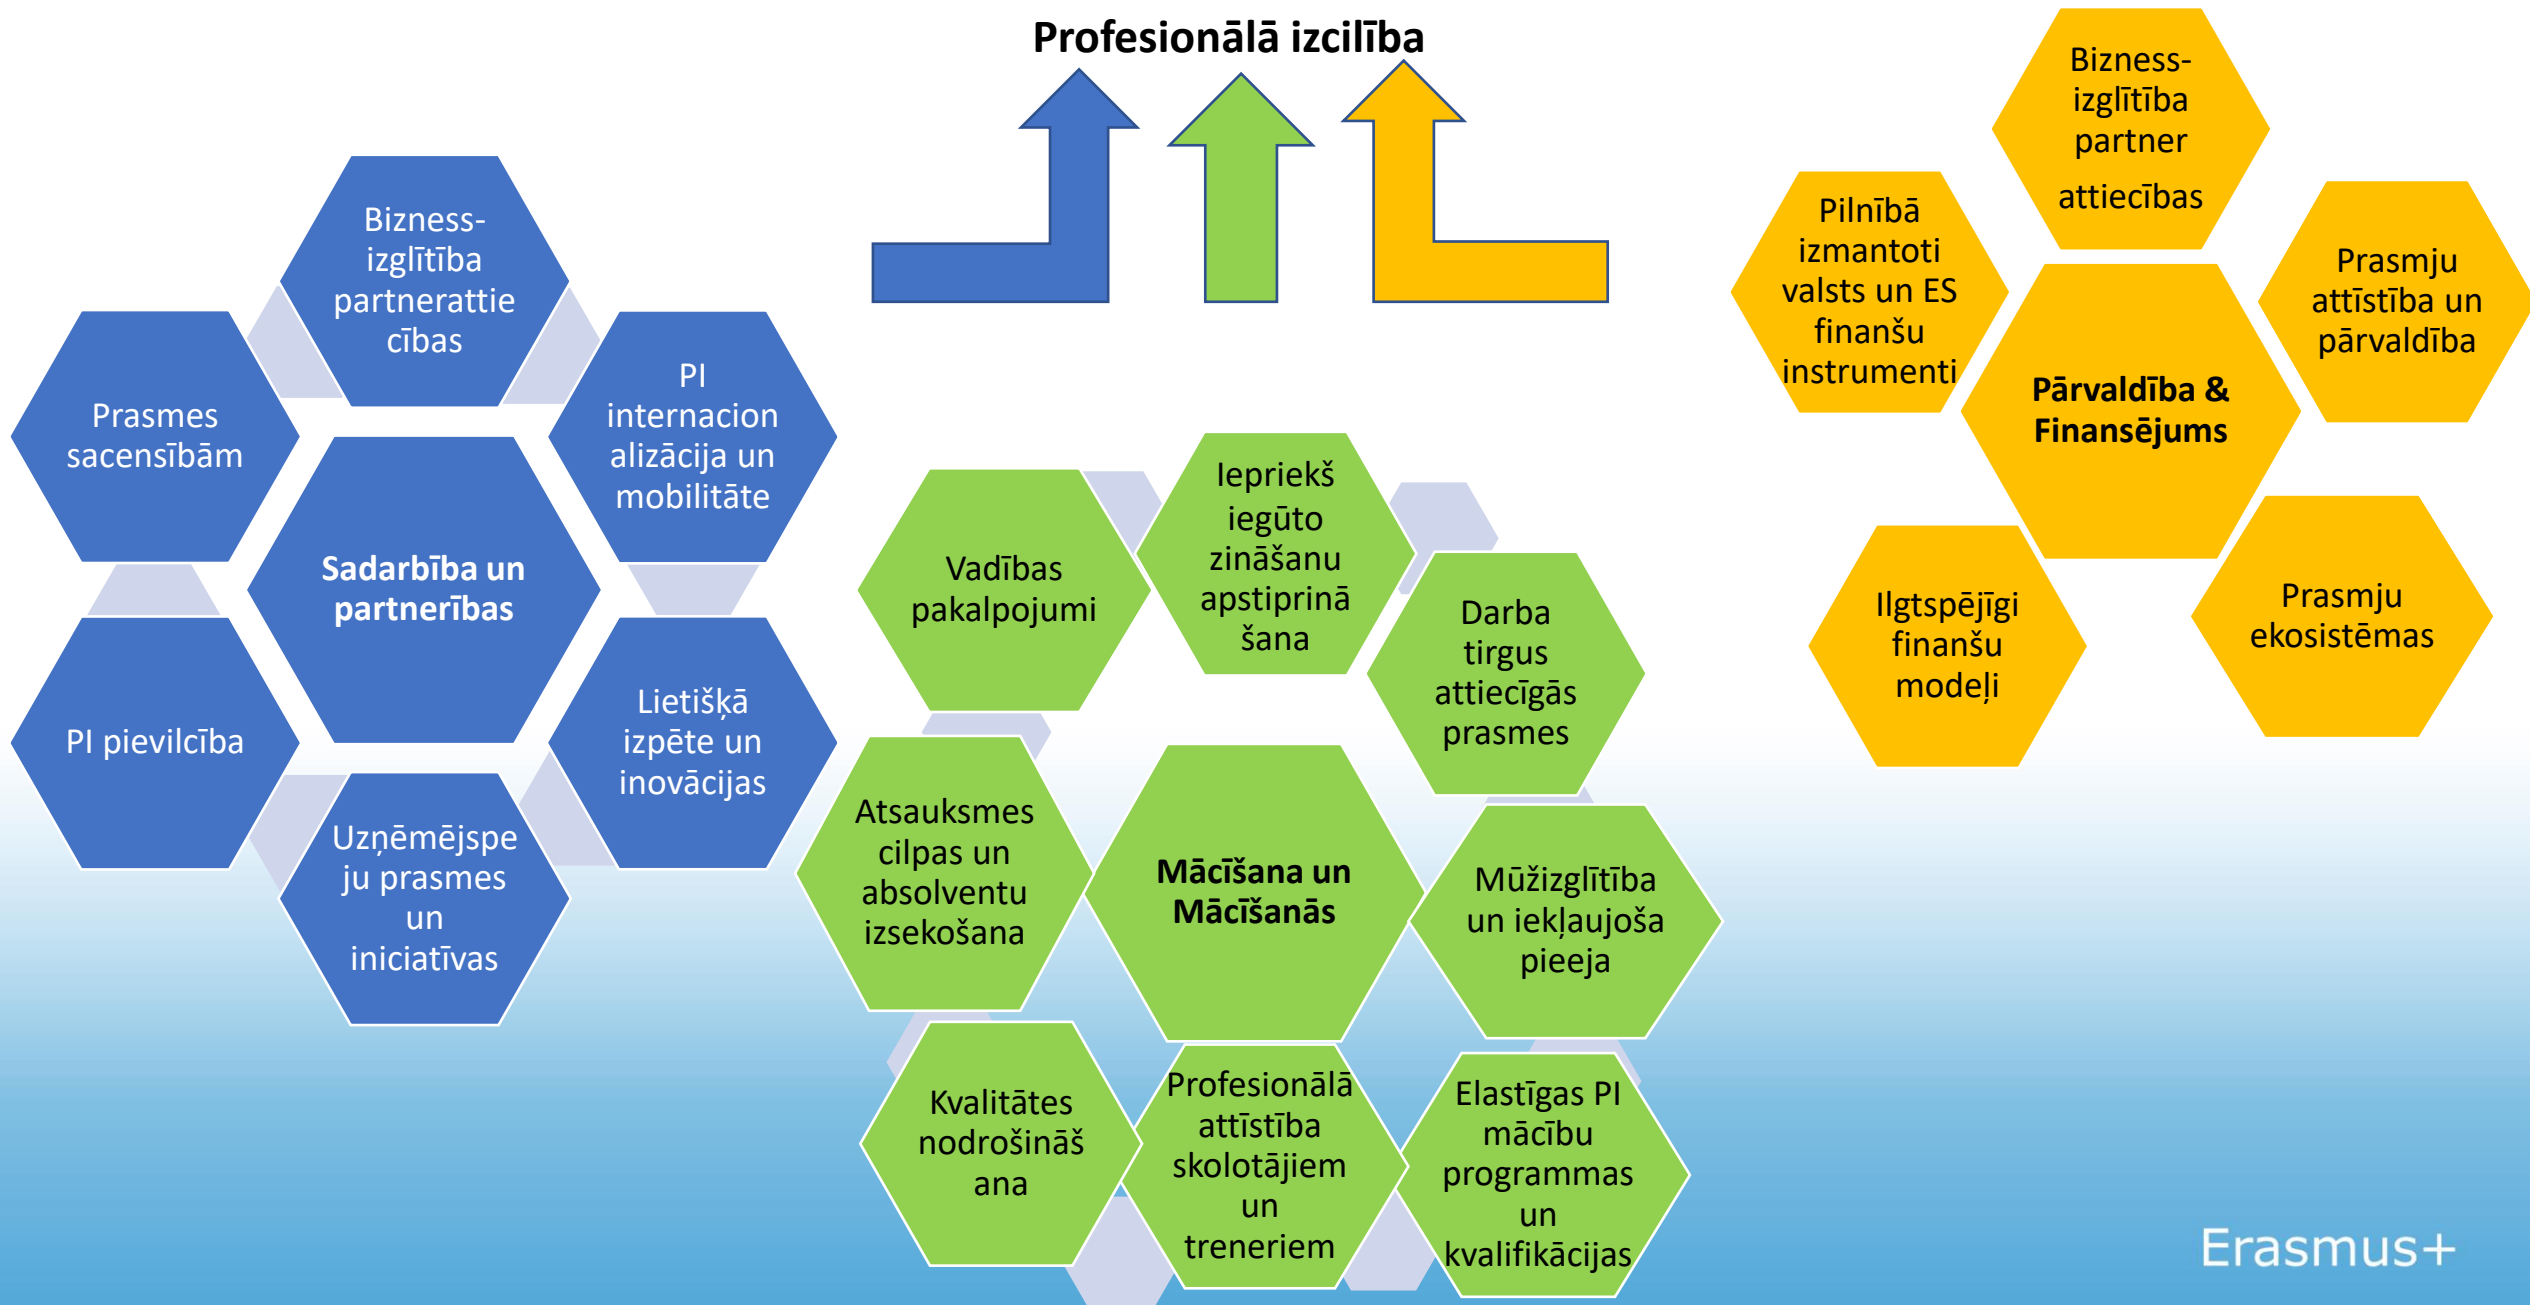 Profesionālā izcilība
Bizness-
izglītība
partnerattie
cības
Prasmes
sacensībām
PI
internacion
alizācija un
mobilitāte
Sadarbība un
partnerības
PI pievilcība
Lietišķā
izpēte un
inovācijas
Uzņēmējspe
ju prasmes
un
iniciatīvas
Vadības
pakalpojumi
Iepriekš
iegūto
zināšanu
apstiprinā
šana
Darba
tirgus
attiecīgās
prasmes
Atsauksmes
cilpas un
absolventu
izsekošana
Mācīšana un
Mācīšanās
Mūžizglītība
un iekļaujoša
pieeja
Kvalitātes
nodrošināš
ana
Profesionālā
attīstība
skolotājiem
un
treneriem
Elastīgas PI
mācību
programmas
un
kvalifikācijas
Bizness-
izglītība
partner
attiecības
Pilnībā
izmantoti
valsts un ES
finanšu
instrumenti
Prasmju
attīstība un
pārvaldība
Pārvaldība &
Finansējums
Ilgtspējīgi
finanšu
modeļi
Prasmju
ekosistēmas
Erasmus+